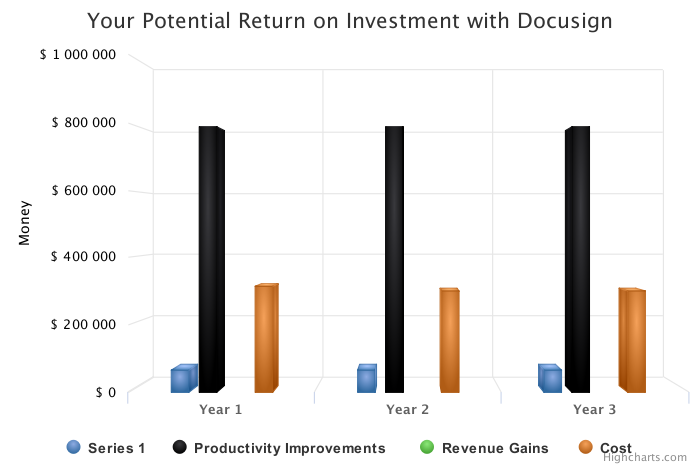 Your Potential Return on Investment with Docusign
$ 1 000 000
$ 800 000
$ 600 000
$ 400 000
$ 200 000
$ 0
Money
Year 1
Year 2
Year 3
Series 1
Productivity Improvements
Revenue Gains
Cost
Highcharts.com